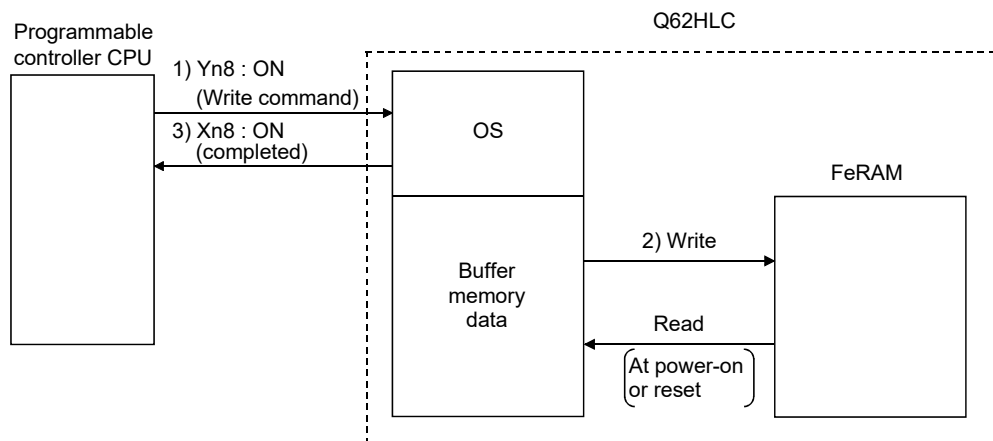 Q62HLC
Programmable
controller CPU
1) Yn8 : ON
(Write command)
3) Xn8 : ON
(completed)
OS
FeRAM
2) Write
Buffer
memory
data
Read
At power-on
or reset